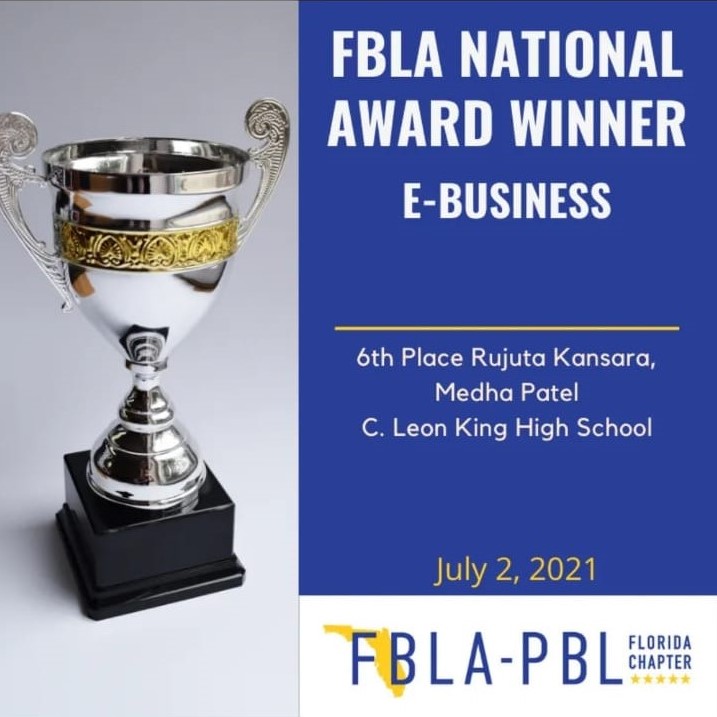 FBLA NATIONAL
AWARD WINNER
E-BUSINESS
6th Place Rujuta Kansara,
Medha Patel
C. Leon King High School
July 2, 2021
FBLA-PBL
FLORIDA
CHAPTER